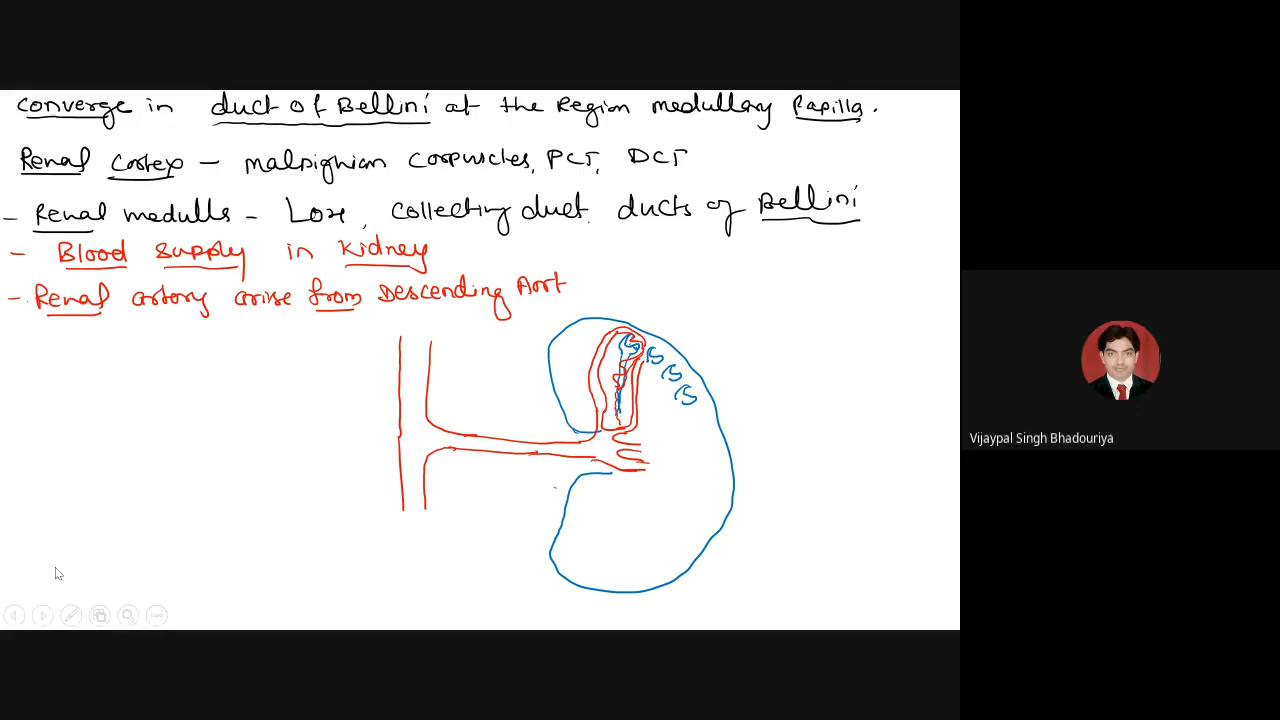 converge in duct of Bellini at the Region medullary Papilla.
Renal Cortex - malpighian Corpuscles, PCT, DCT
- Renal medulla - LOH, Collecting duct. ducts of Bellini
- Blood Supply in Kidney
- Renal artery arise from Descending Aort
Vijaypal Singh Bhadouriya